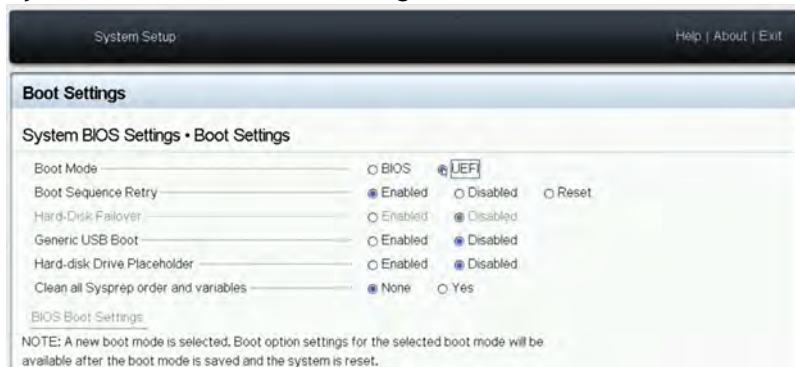 System Setup
Help | About | Exit
Boot Settings
System BIOS Settings • Boot Settings
Boot Mode BIOS UEFI
Boot Sequence Retry Enabled Disabled Reset
Hard-Disk Failover Enabled Disabled
Generic USB Boot Enabled Disabled
Hard-disk Drive Placeholder Enabled Disabled
Clean all Sysprep order and variables None Yes
BIOS Boot Settings
NOTE: A new boot mode is selected. Boot option settings for the selected boot mode will be
available after the boot mode is saved and the system is reset.